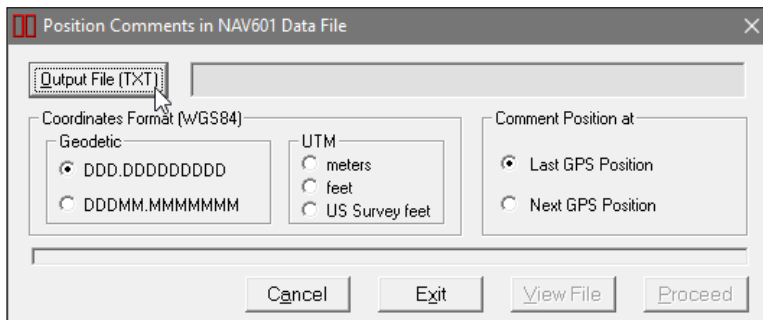 Position Comments in NAV601 Data File
Output File (TXT)
Coordinates Format (WGS84)
Geodetic
DDD.DDDDDDDDD
DDDMM.MMMMMMM
UTM
meters
feet
US Survey feet
Comment Position at
Last GPS Position
Next GPS Position
Cancel
Exit
View File
Proceed